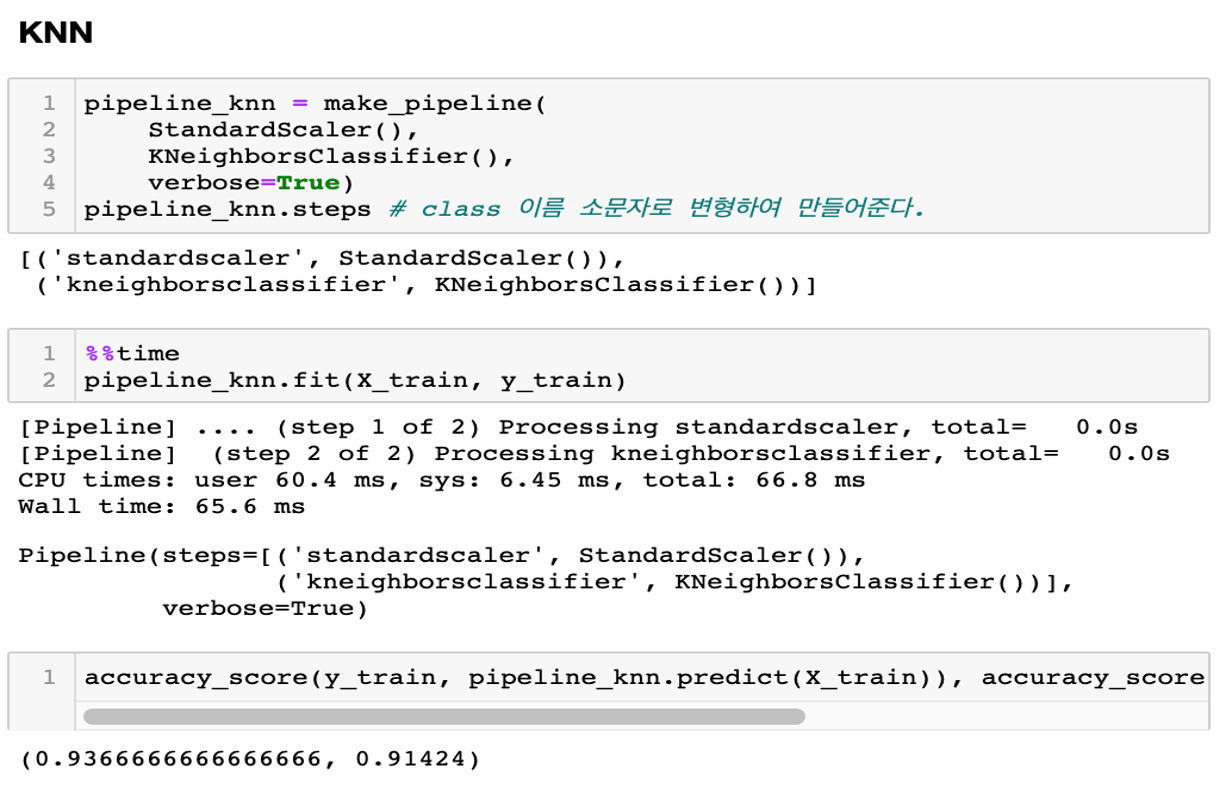 KNN
1 pipeline_knn = make_pipeline(
2     StandardScaler(),
3     KNeighborsClassifier(),
4     verbose=True)
5 pipeline_knn.steps # class 이름 소문자로 변형하여 만들어준다.
[('standardscaler', StandardScaler()),
 ('kneighborsclassifier', KNeighborsClassifier())]
1 %%time
2 pipeline_knn.fit(X_train, y_train)
[Pipeline] .... (step 1 of 2) Processing standardscaler, total=   0.0s
[Pipeline]  (step 2 of 2) Processing kneighborsclassifier, total=   0.0s
CPU times: user 60.4 ms, sys: 6.45 ms, total: 66.8 ms
Wall time: 65.6 ms
Pipeline(steps=[('standardscaler', StandardScaler()),
                ('kneighborsclassifier', KNeighborsClassifier())],
         verbose=True)
1 accuracy_score(y_train, pipeline_knn.predict(X_train)), accuracy_score
(0.9366666666666666, 0.91424)